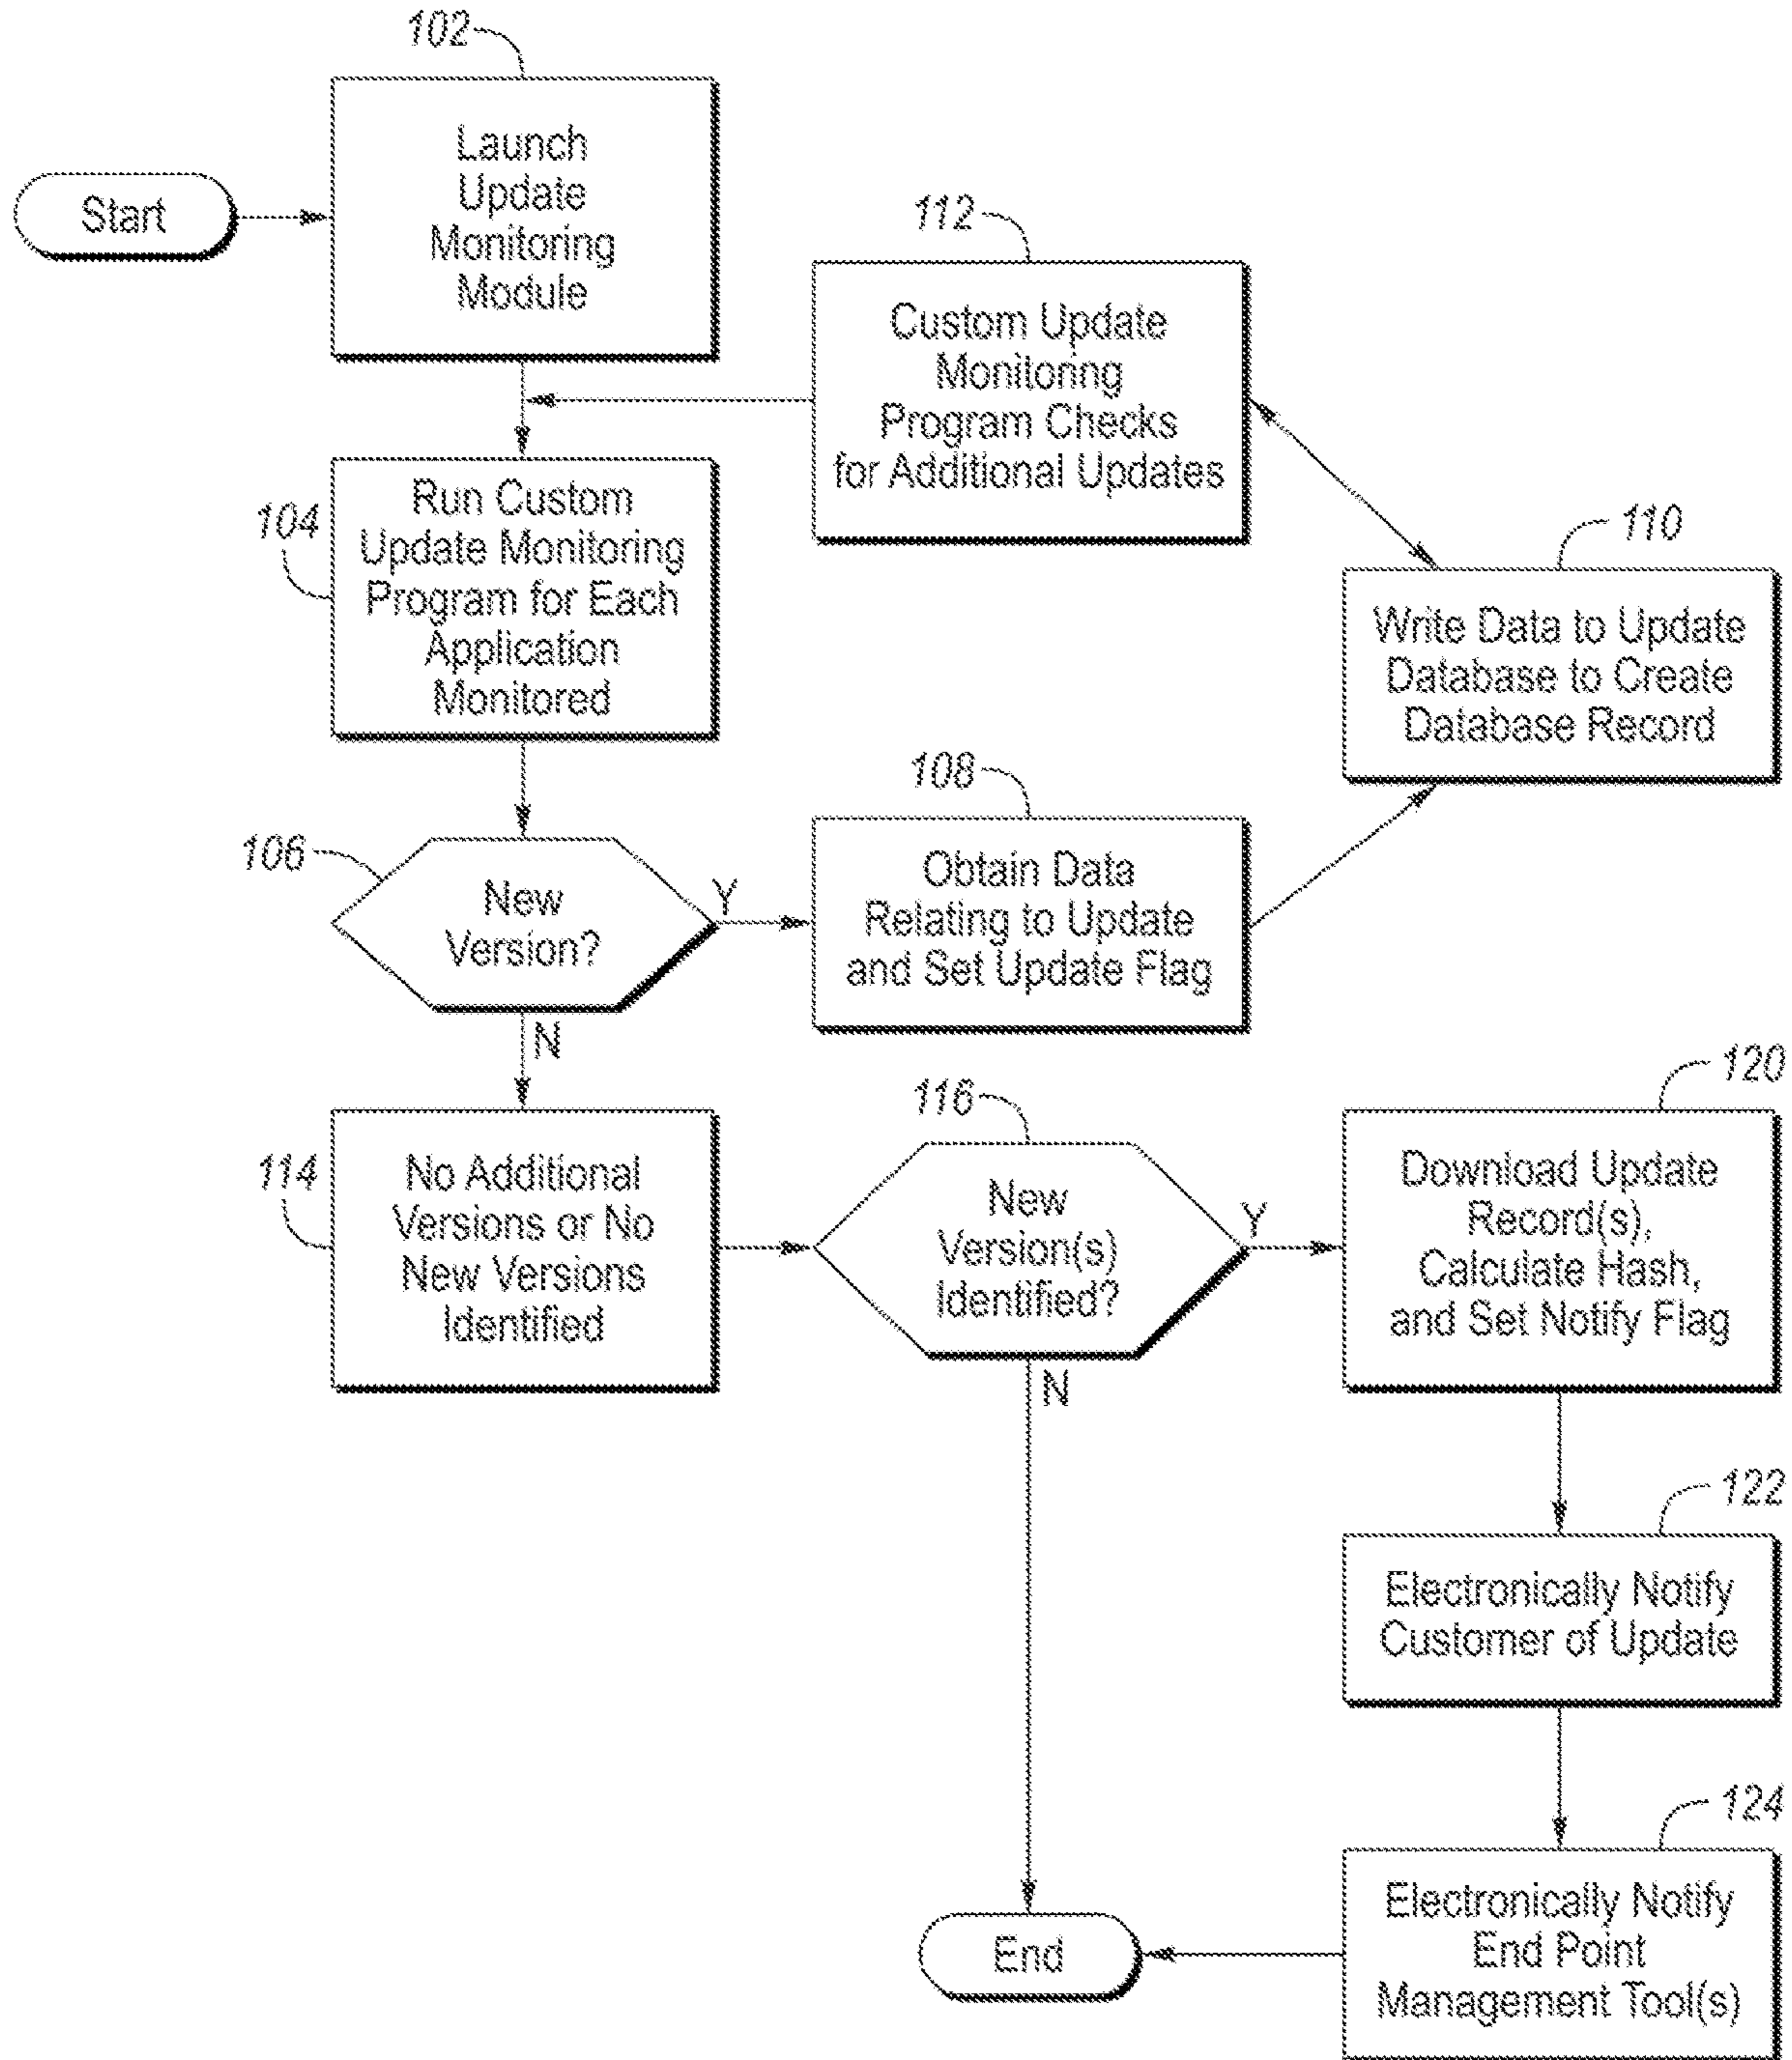 102
Launch
Update
Monitoring
Module
Start
112
Custom Update
Monitoring
Program Checks
for Additional Updates
104
Run Custom
Update Monitoring
Program for Each
Application
Monitored
110
Write Data to Update
Database to Create
Database Record
106
New
Version?
Y
N
108
Obtain Data
Relating to Update
and Set Update Flag
114
No Additional
Versions or No
New Versions
Identified
116
New
Version(s)
Identified?
Y
N
120
Download Update
Record(s),
Calculate Hash,
and Set Notify Flag
122
Electronically Notify
Customer of Update
124
Electronically Notify
End Point
Management Tool(s)
End